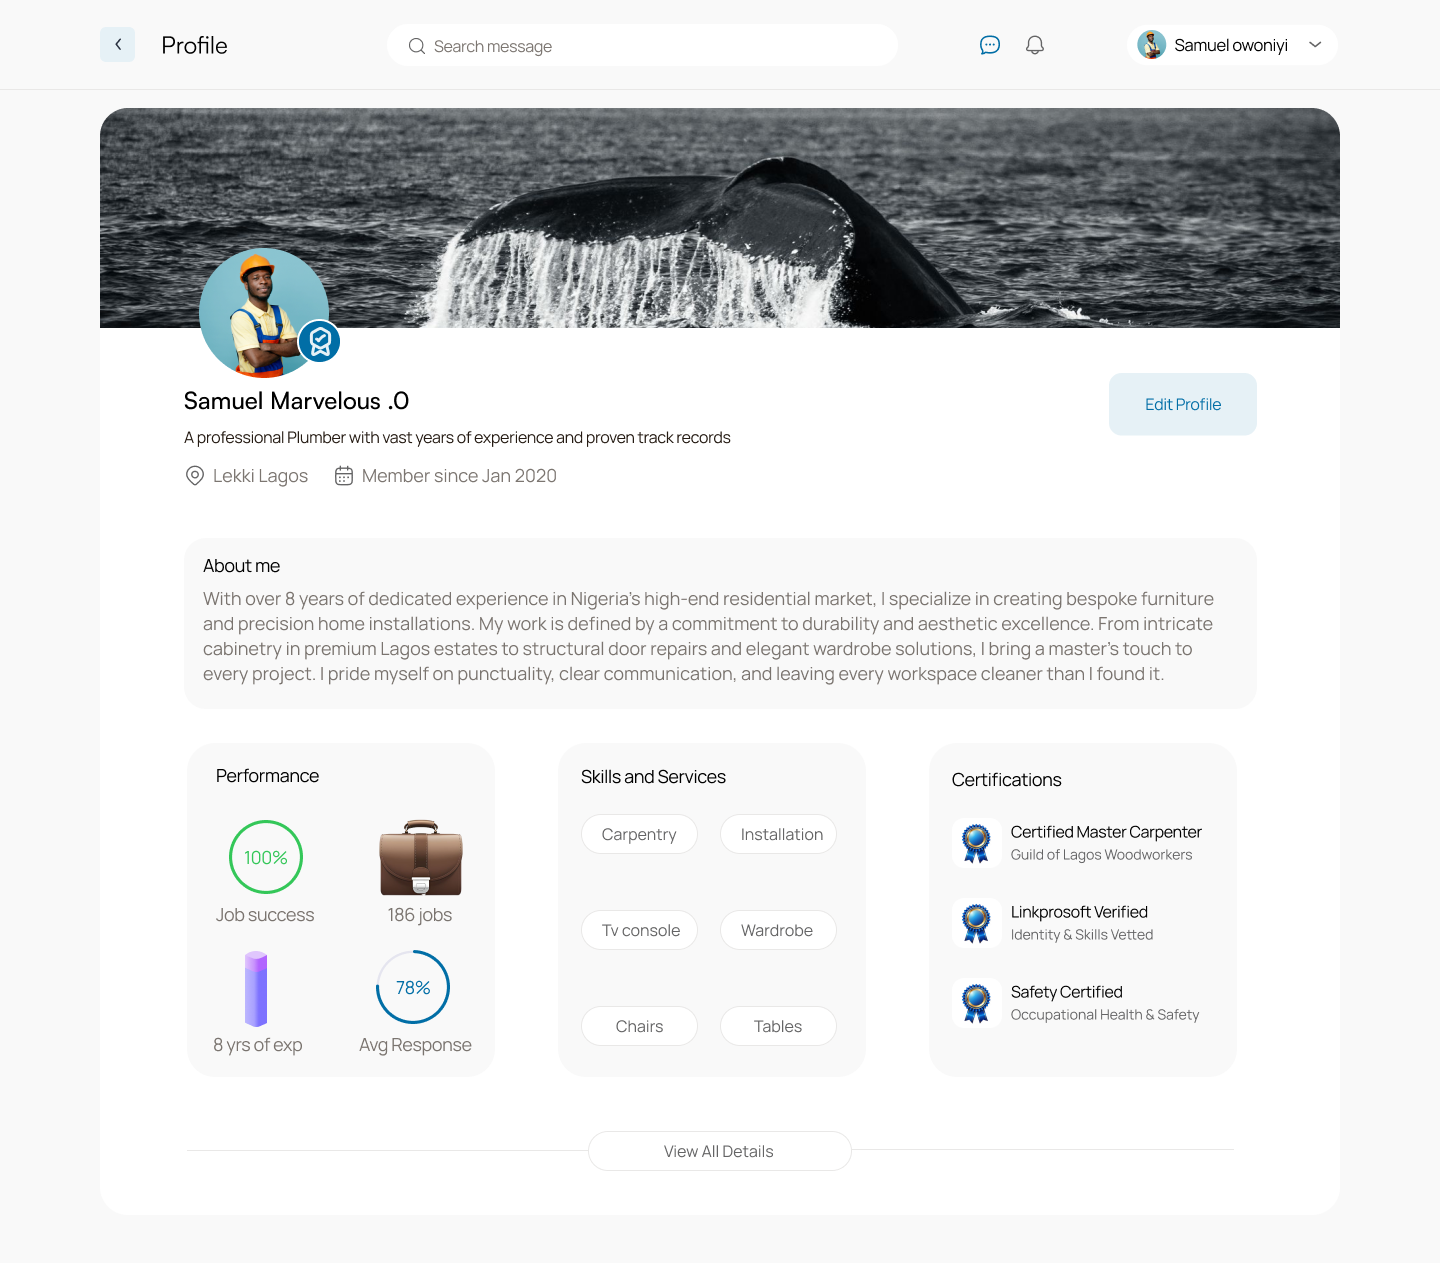 Profile
Search message
Samuel owoniyi
Samuel Marvelous .O
Edit Profile
A professional Plumber with vast years of experience and proven track records
Lekki Lagos
Member since Jan 2020
About me
With over 8 years of dedicated experience in Nigeria's high-end residential market, I specialize in creating bespoke furniture
and precision home installations. My work is defined by a commitment to durability and aesthetic excellence. From intricate
cabinetry in premium Lagos estates to structural door repairs and elegant wardrobe solutions, I bring a master's touch to
every project. I pride myself on punctuality, clear communication, and leaving every workspace cleaner than I found it.
Performance
100%
Job success
186 jobs
8 yrs of exp
78%
Avg Response
Skills and Services
Carpentry
Installation
Tv console
Wardrobe
Chairs
Tables
Certifications
Certified Master Carpenter
Guild of Lagos Woodworkers
Linkprosoft Verified
Identity & Skills Vetted
Safety Certified
Occupational Health & Safety
View All Details